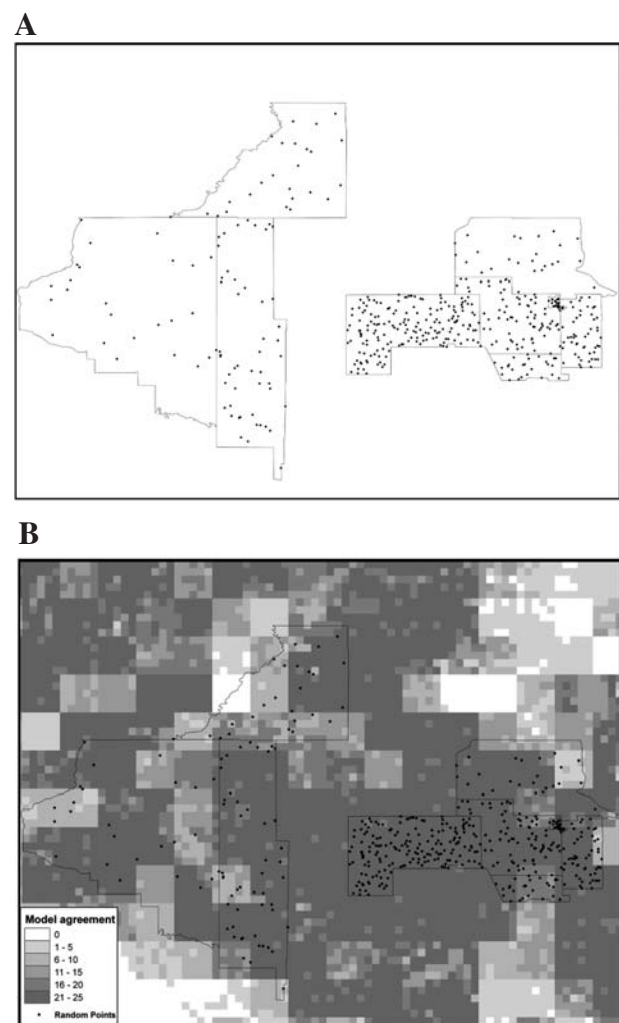 A
B
Model agreement
0
1 - 5
6 - 10
11 - 15
16 - 20
21 - 25
Random Points